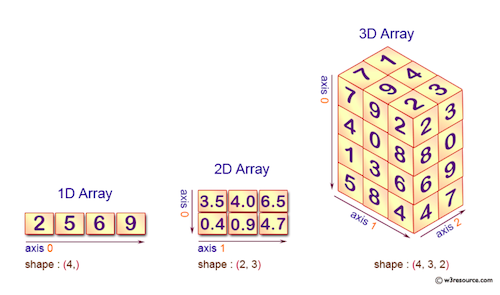 3D Array
1
7 4
9 3
2
axis 0
7 9 2 2 3
4 0 8 8 0
1 3 6 6 9
5 8 4 4 7
axis 1
axis 2
shape : (4, 3, 2)
2D Array
axis 0
3.5 4.0 6.5
0.4 0.9 4.7
axis 1
shape : (2, 3)
1D Array
2 5 6 9
axis 0
shape : (4,)
© w3resource.com